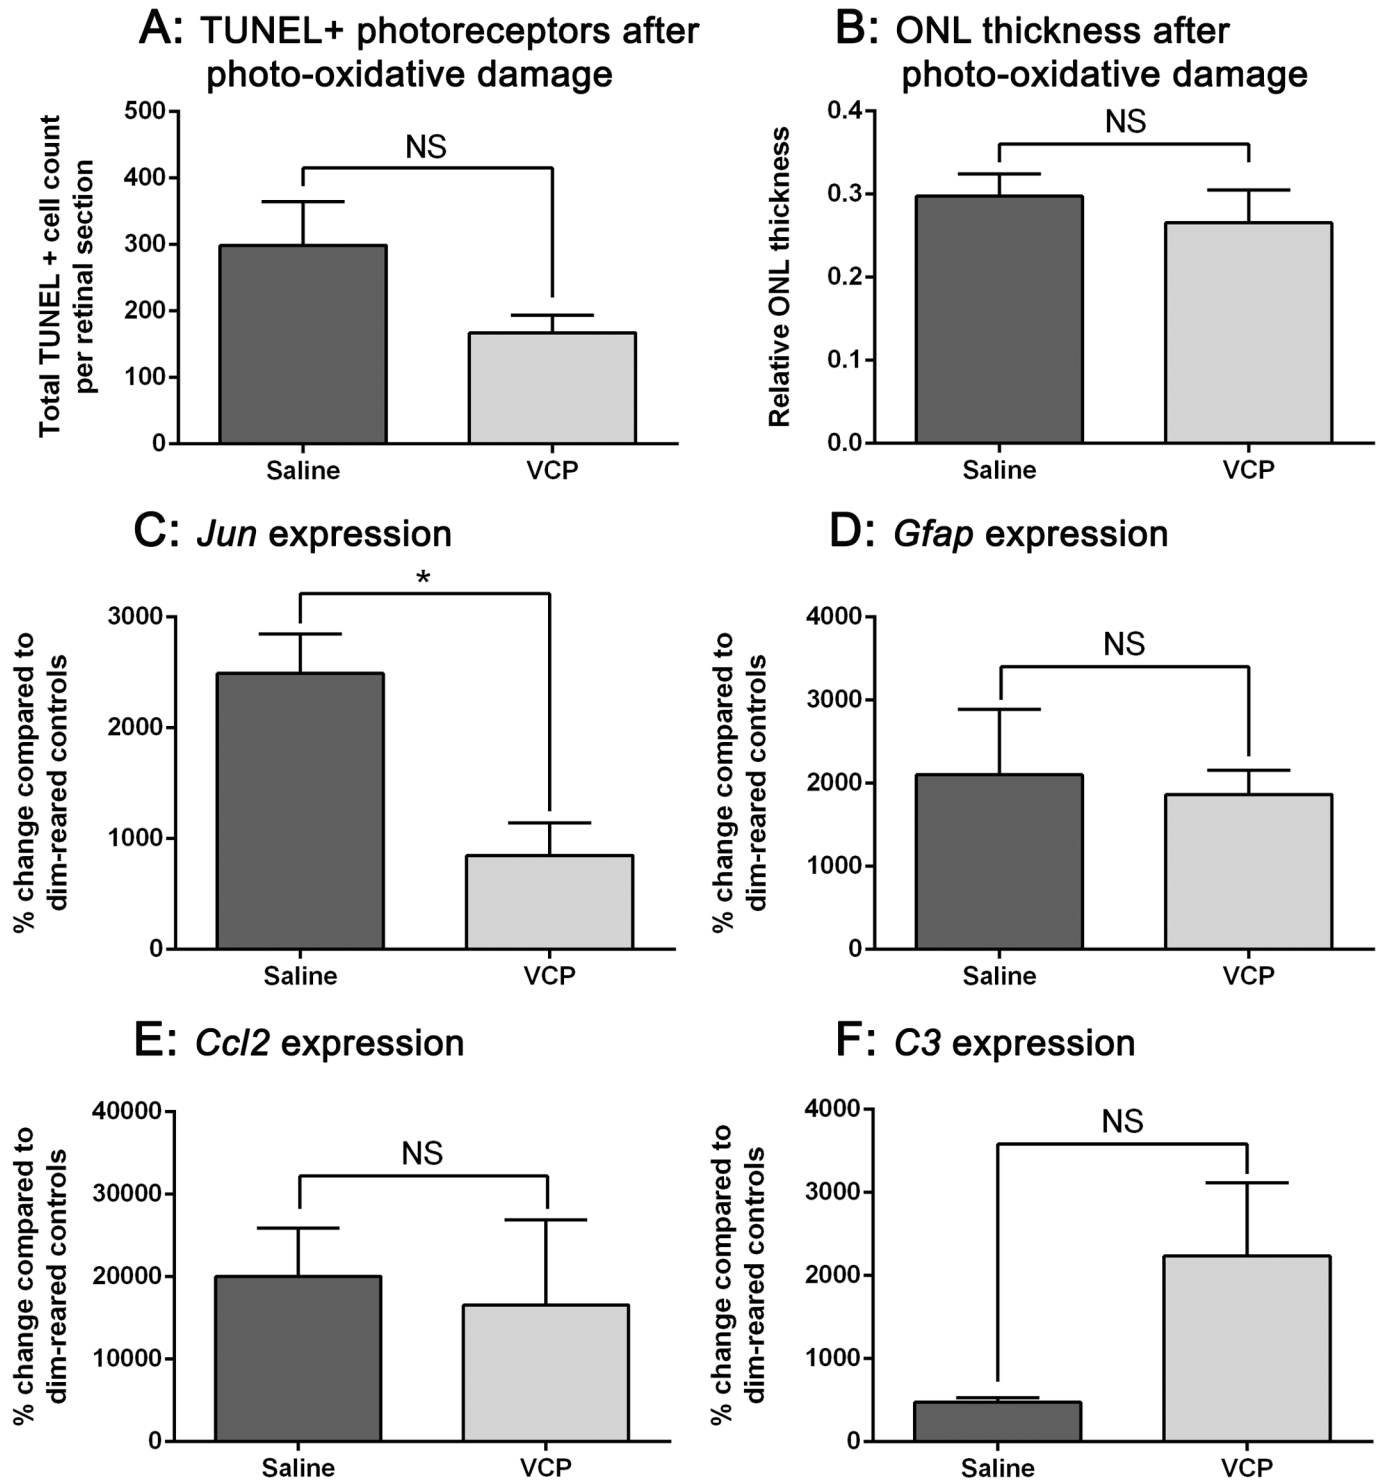 A: TUNEL+ photoreceptors after
photo-oxidative damage
500
400
300
200
100
0
Total TUNEL + cell count
per retinal section
NS
Saline
VCP
B: ONL thickness after
photo-oxidative damage
0.4
0.3
0.2
0.1
0.0
Relative ONL thickness
NS
Saline
VCP
C: Jun expression
3000
2000
1000
0
% change compared to
dim-reared controls
*
Saline
VCP
D: Gfap expression
4000
3000
2000
1000
0
% change compared to
dim-reared controls
NS
Saline
VCP
E: Ccl2 expression
40000
30000
20000
10000
0
% change compared to
dim-reared controls
NS
Saline
VCP
F: C3 expression
4000
3000
2000
1000
0
% change compared to
dim-reared controls
NS
Saline
VCP